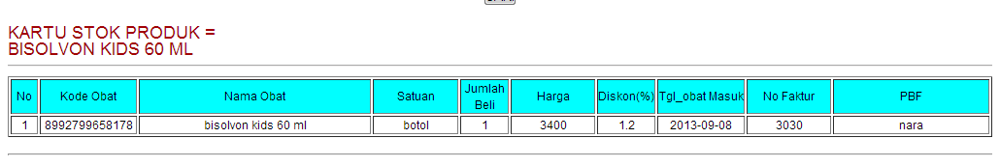 KARTU STOK PRODUK =
BISOLVON KIDS 60 ML
No Kode Obat Nama Obat Satuan Jumlah Beli Harga Diskon(%) Tgl_obat Masuk No Faktur PBF
1 8992799658178 bisolvon kids 60 ml botol 1 3400 1.2 2013-09-08 3030 nara